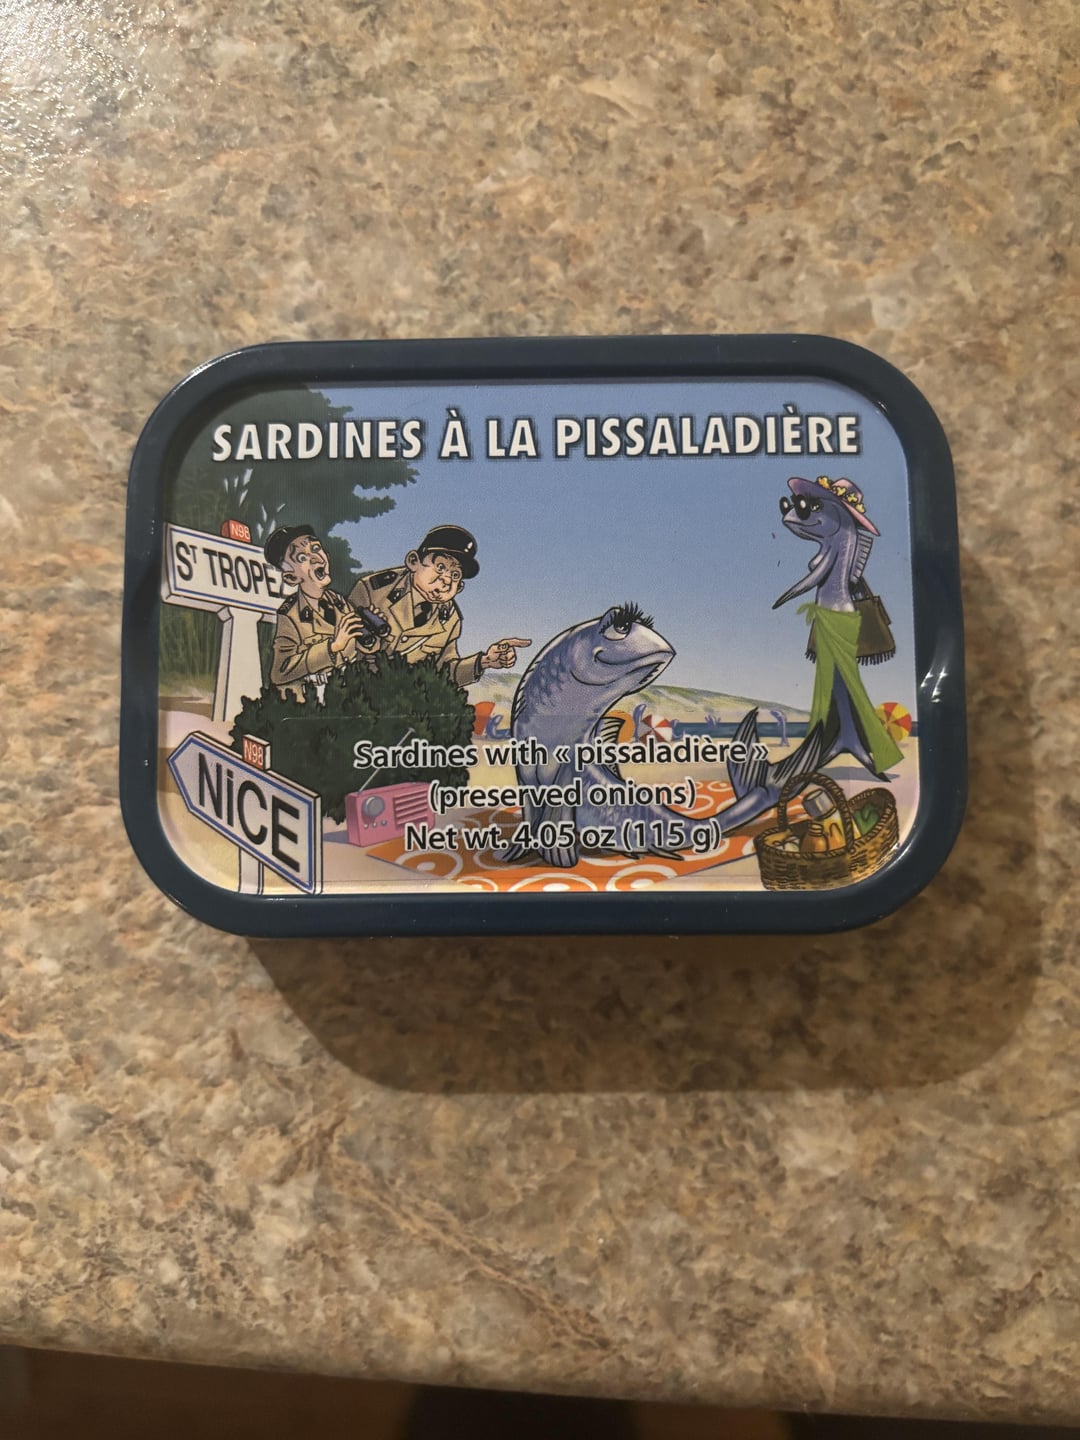 SARDINES À LA PISSALADIÈRE
N98
ST TROPEZ
N98
NiCE
Sardines with « pissaladière »
(preserved onions)
Net wt. 4.05 oz (115 g)